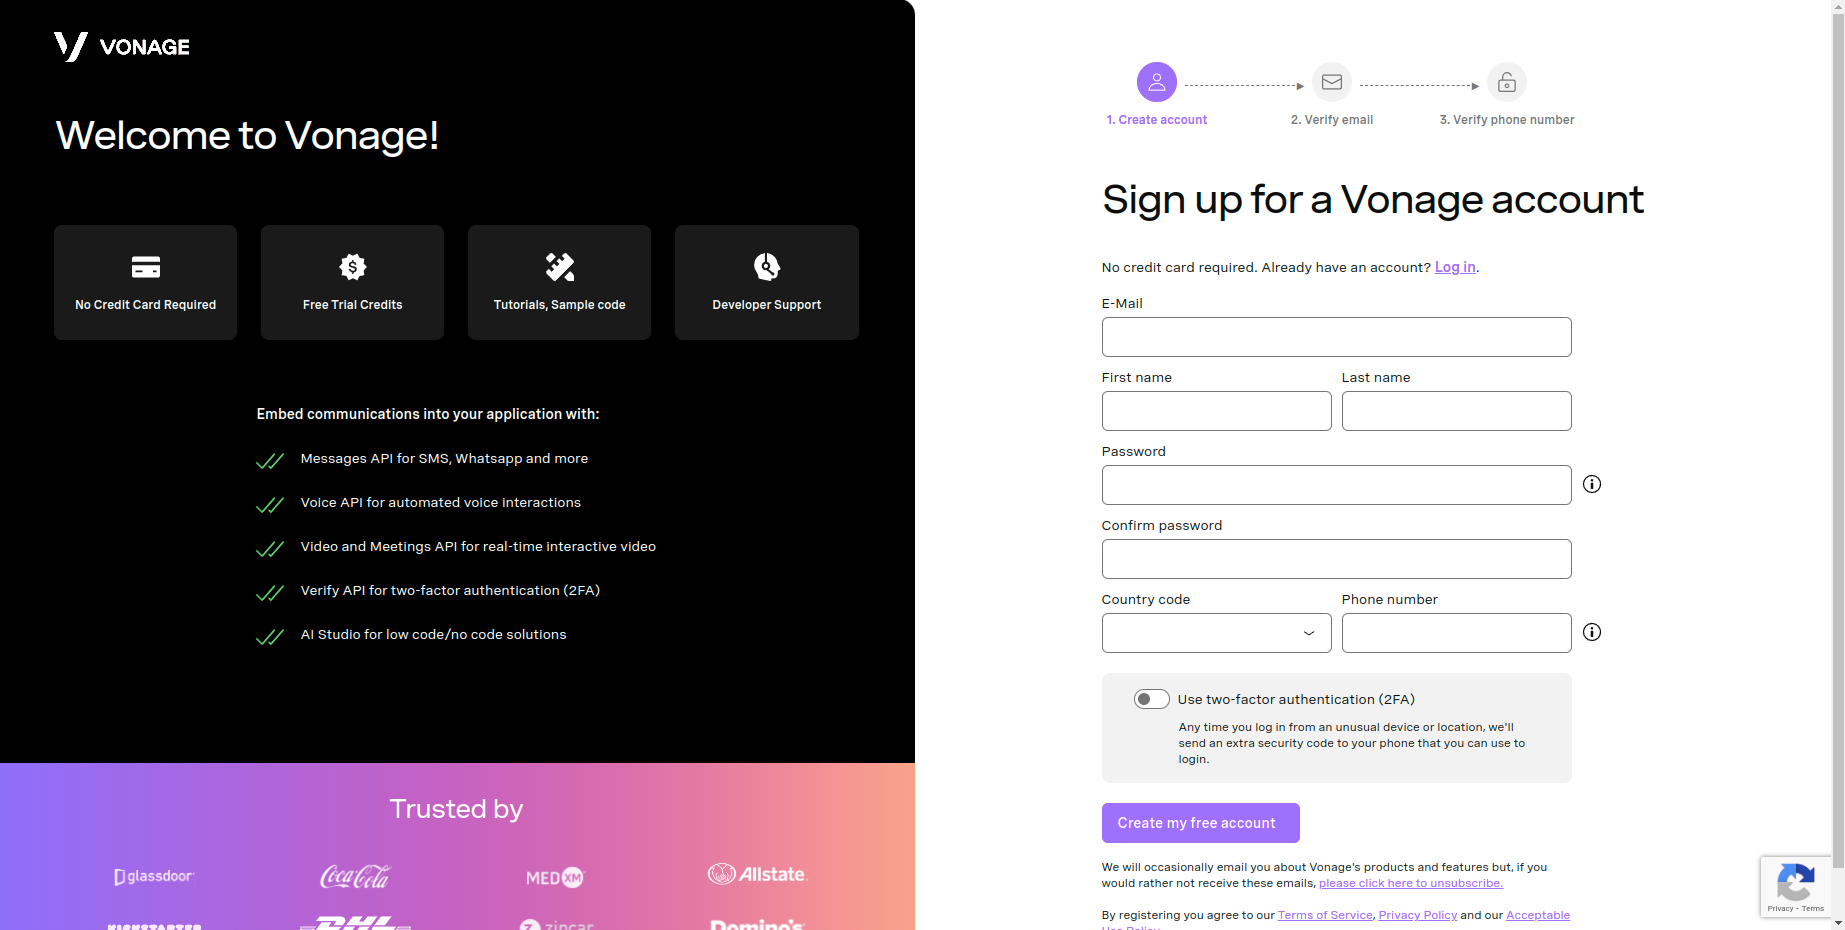 VONAGE
Welcome to Vonage!
No Credit Card Required
Free Trial Credits
Tutorials, Sample code
Developer Support
Embed communications into your application with:
Messages API for SMS, Whatsapp and more
Voice API for automated voice interactions
Video and Meetings API for real-time interactive video
Verify API for two-factor authentication (2FA)
AI Studio for low code/no code solutions
Trusted by
glassdoor
Coca-Cola
MED XM
Allstate
KICKSTARTER
DHL
zipcar
Domino's
1. Create account
2. Verify email
3. Verify phone number
Sign up for a Vonage account
No credit card required. Already have an account? Log in.
E-Mail
First name
Last name
Password
Confirm password
Country code
Phone number
Use two-factor authentication (2FA)
Any time you log in from an unusual device or location, we'll
send an extra security code to your phone that you can use to
login.
Create my free account
We will occasionally email you about Vonage's products and features but, if you
would rather not receive these emails, please click here to unsubscribe.
By registering you agree to our Terms of Service, Privacy Policy and our Acceptable
Use Policy
Privacy - Terms